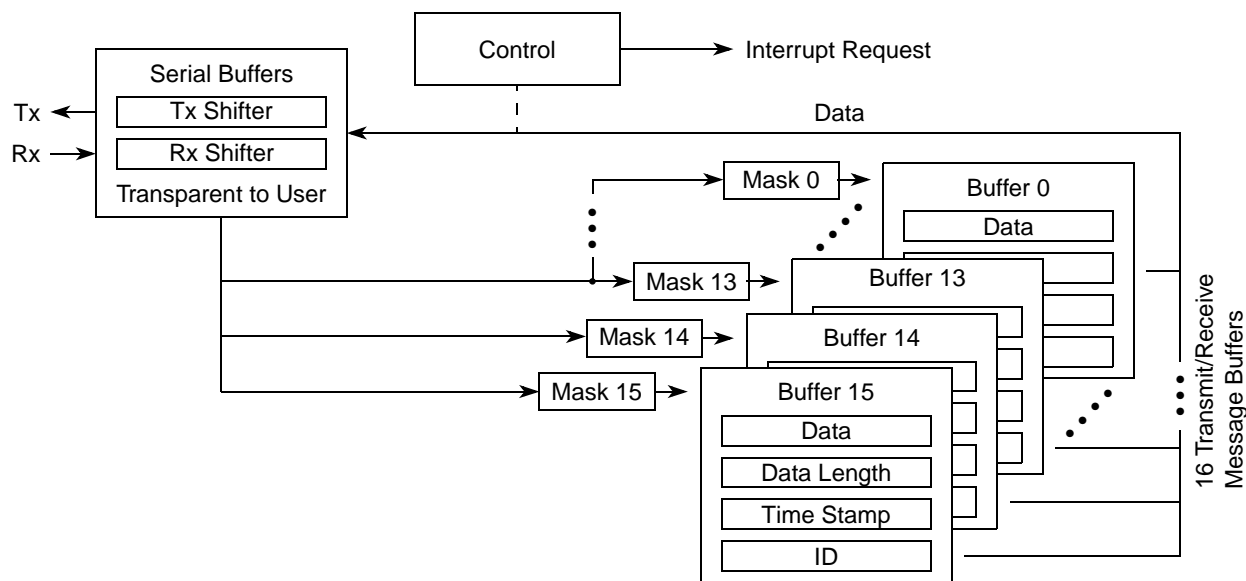 Control
Interrupt Request
Serial Buffers
Tx Shifter
Tx
Rx Shifter
Rx
Transparent to User
Data
Mask 0
Buffer 0
Data
Mask 13
Buffer 13
Mask 14
Buffer 14
Mask 15
Buffer 15
Data
Data Length
Time Stamp
ID
16 Transmit/Receive
Message Buffers